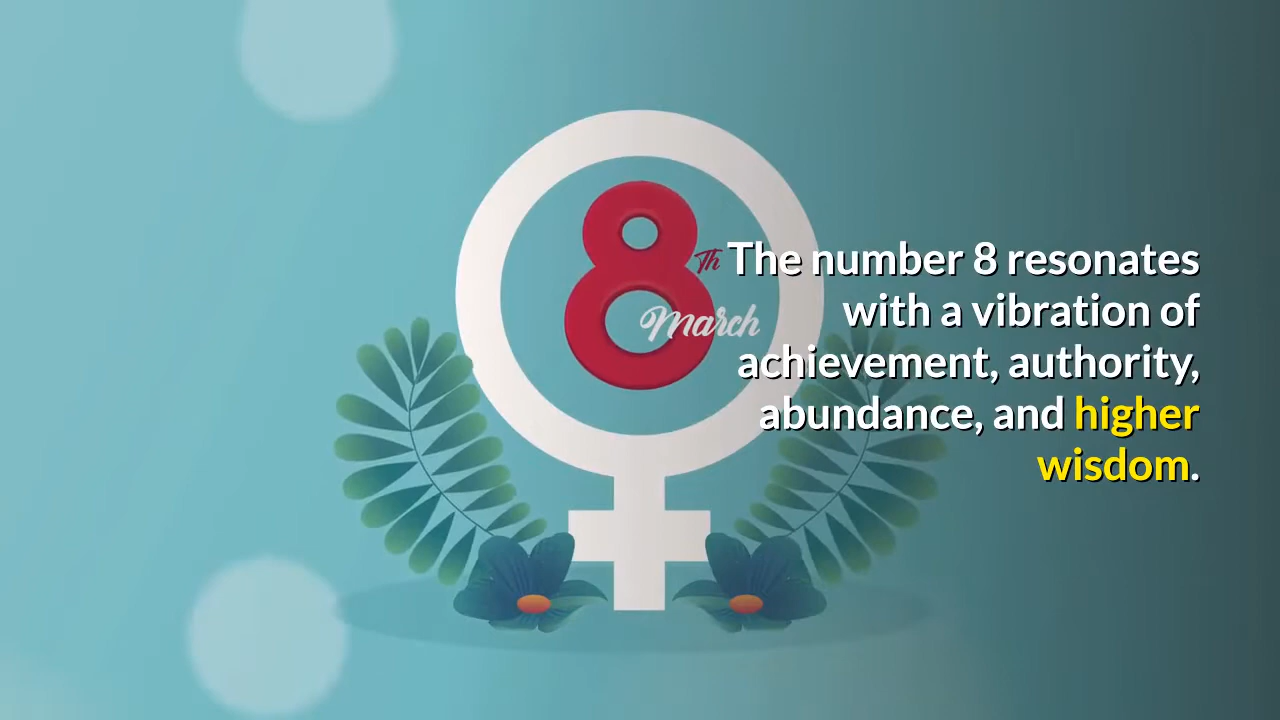 8
Th
March
The number 8 resonates
with a vibration of
achievement, authority,
abundance, and higher
wisdom.